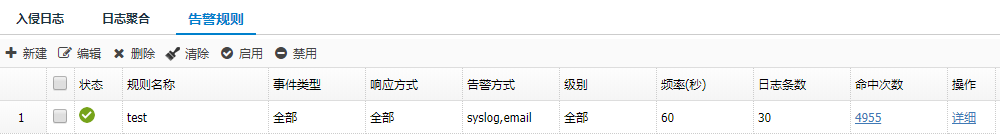 入侵日志 日志聚合 告警规则
新建 编辑 删除 清除 启用 禁用
状态 规则名称 事件类型 响应方式 告警方式 级别 频率(秒) 日志条数 命中次数 操作
1 test 全部 全部 syslog,email 全部 60 30 4955 详细